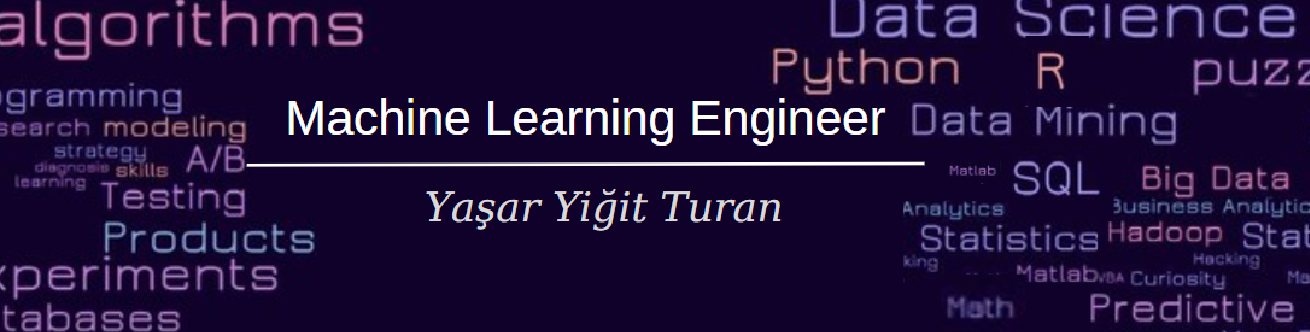 algorithms
Data Science
Python R puzz
gramming
Machine Learning Engineer
search modeling
Data Mining
strategy A/B
diagnosis skills
learning
Testing
Matlab SQL Big Data
Yaşar Yiğit Turan
Analytics Business Analytic
Products
Statistics Hadoop Stat
king Hacking
xperiments
Matlab VBA Curiosity Ma
Math Predictive
tabases